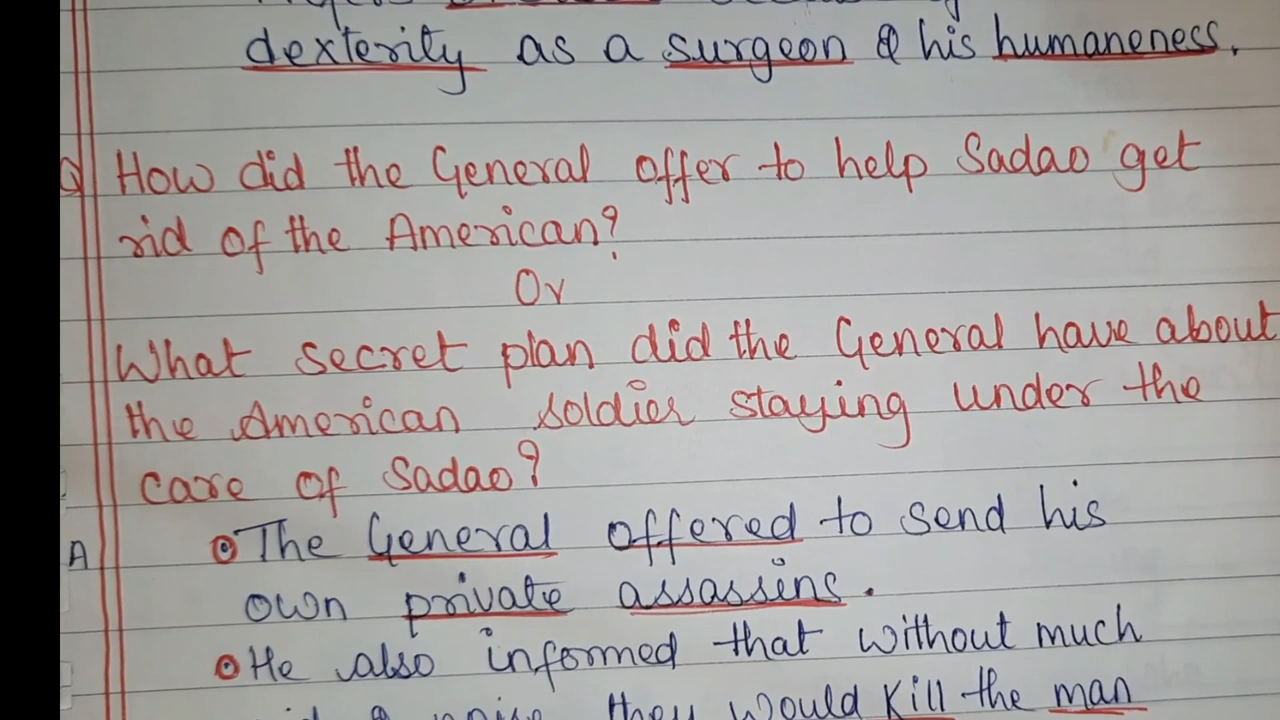 dexterity as a surgeon & his humaneness.
Q How did the General offer to help Sadao get
rid of the American?
Or
What secret plan did the General have about
the American soldier staying under the
care of Sadao?
A The General offered to send his
own private assassins.
He also informed that without much
they would kill the man